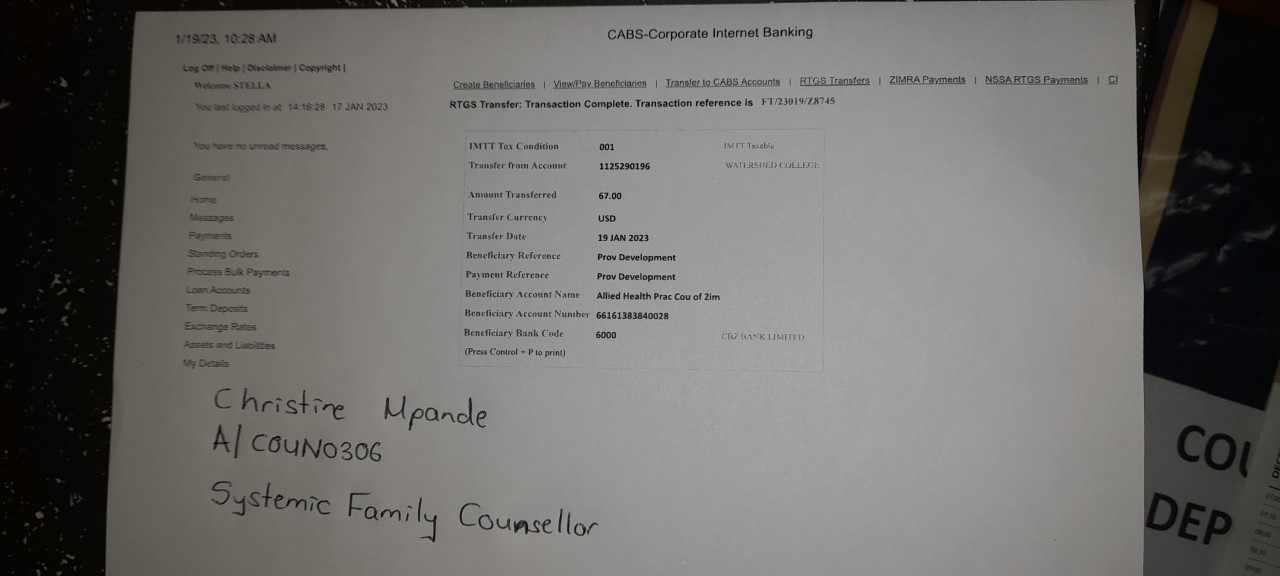 1/19/23, 10:28 AM
CABS-Corporate Internet Banking
Log Off | Help | Disclaimer | Copyright |
Welcome STELLA
You last logged in at 14:16:28 17 JAN 2023
Create Beneficiaries | View/Pay Beneficiaries | Transfer to CABS Accounts | RTGS Transfers | ZIMRA Payments | NSSA RTGS Payments |
RTGS Transfer: Transaction Complete. Transaction reference is FT/23019/Z8745
You have no unread messages.
General
Home
Messages
Payments
Standing Orders
Process Bulk Payments
Loan Accounts
Term Deposits
Exchange Rates
Assets and Liabilities
My Details
IMTT Tax Condition 001 IMTT Taxable
Transfer from Account 1125290196 WATERSHED COLLEGE
Amount Transferred 67.00
Transfer Currency USD
Transfer Date 19 JAN 2023
Beneficiary Reference Prov Development
Payment Reference Prov Development
Beneficiary Account Name Allied Health Prac Cou of Zim
Beneficiary Account Number 66161383840028
Beneficiary Bank Code 6000 CBZ BANK LIMITED
(Press Control + P to print)
Christine Mpande
A/COUN0306
Systemic Family Counsellor
COU
DEP